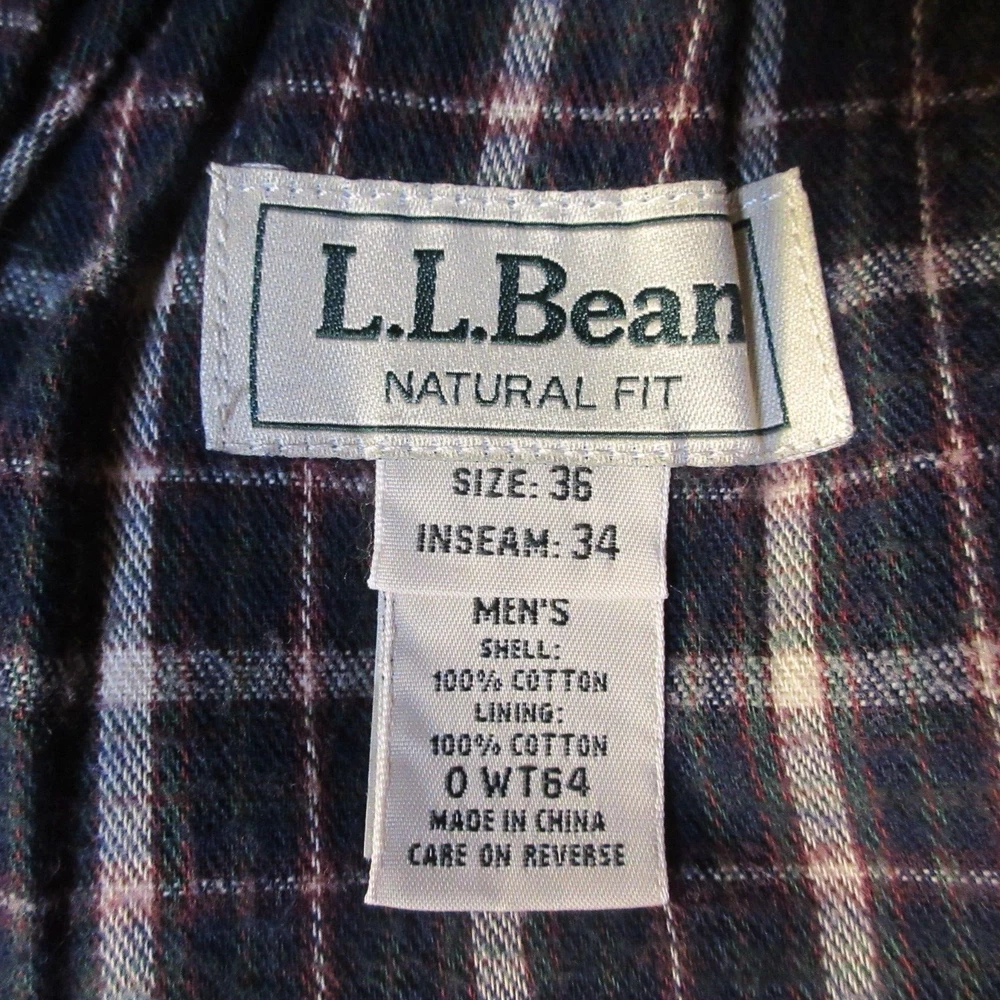 L.L.Bean
NATURAL FIT
SIZE: 36
INSEAM: 34
MEN'S
SHELL:
100% COTTON
LINING:
100% COTTON
0 WT64
MADE IN CHINA
CARE ON REVERSE